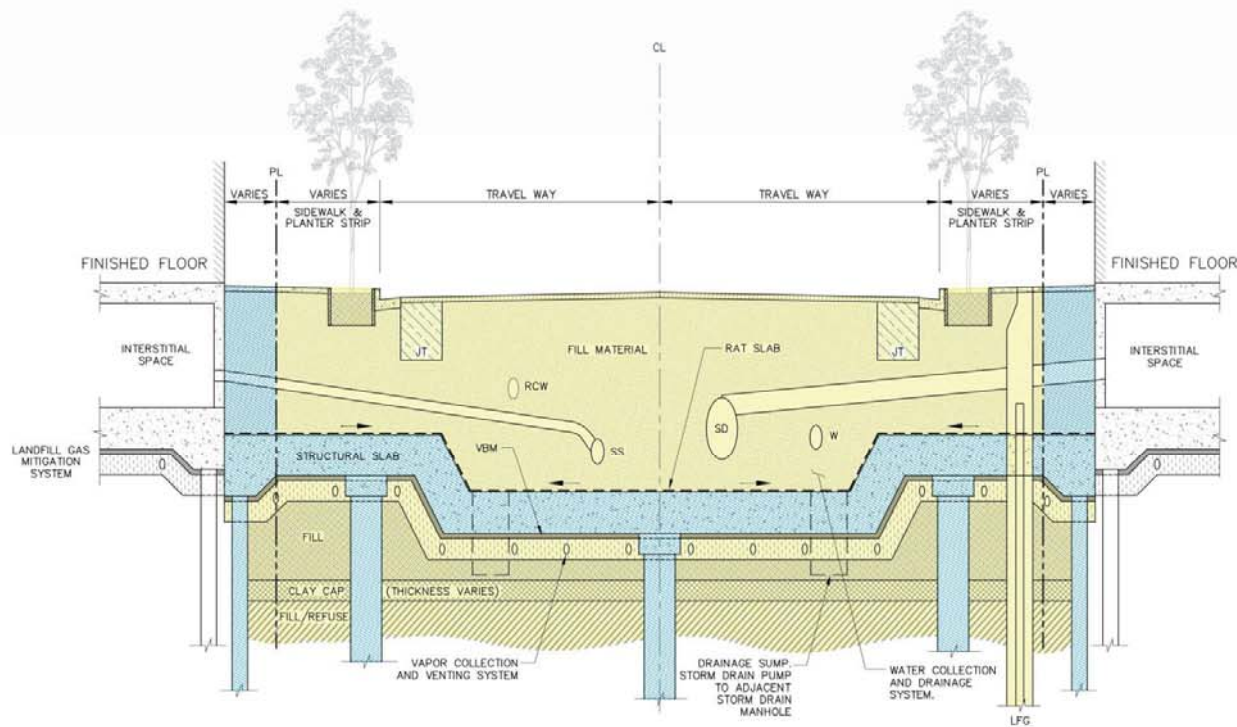 CL
PL
PL
VARIES
VARIES
TRAVEL WAY
TRAVEL WAY
VARIES
VARIES
SIDEWALK &
PLANTER STRIP
SIDEWALK &
PLANTER STRIP
FINISHED FLOOR
FINISHED FLOOR
INTERSTITIAL
SPACE
JT
FILL MATERIAL
RAT SLAB
JT
INTERSTITIAL
SPACE
RCW
SD
W
SS
VBM
LANDFILL GAS
MITIGATION
SYSTEM
STRUCTURAL SLAB
FILL
CLAY CAP
(THICKNESS VARIES)
FILL/REFUSE
VAPOR COLLECTION
AND VENTING SYSTEM
DRAINAGE SUMP.
STORM DRAIN PUMP
TO ADJACENT
STORM DRAIN
MANHOLE
WATER COLLECTION
AND DRAINAGE
SYSTEM.
LFG